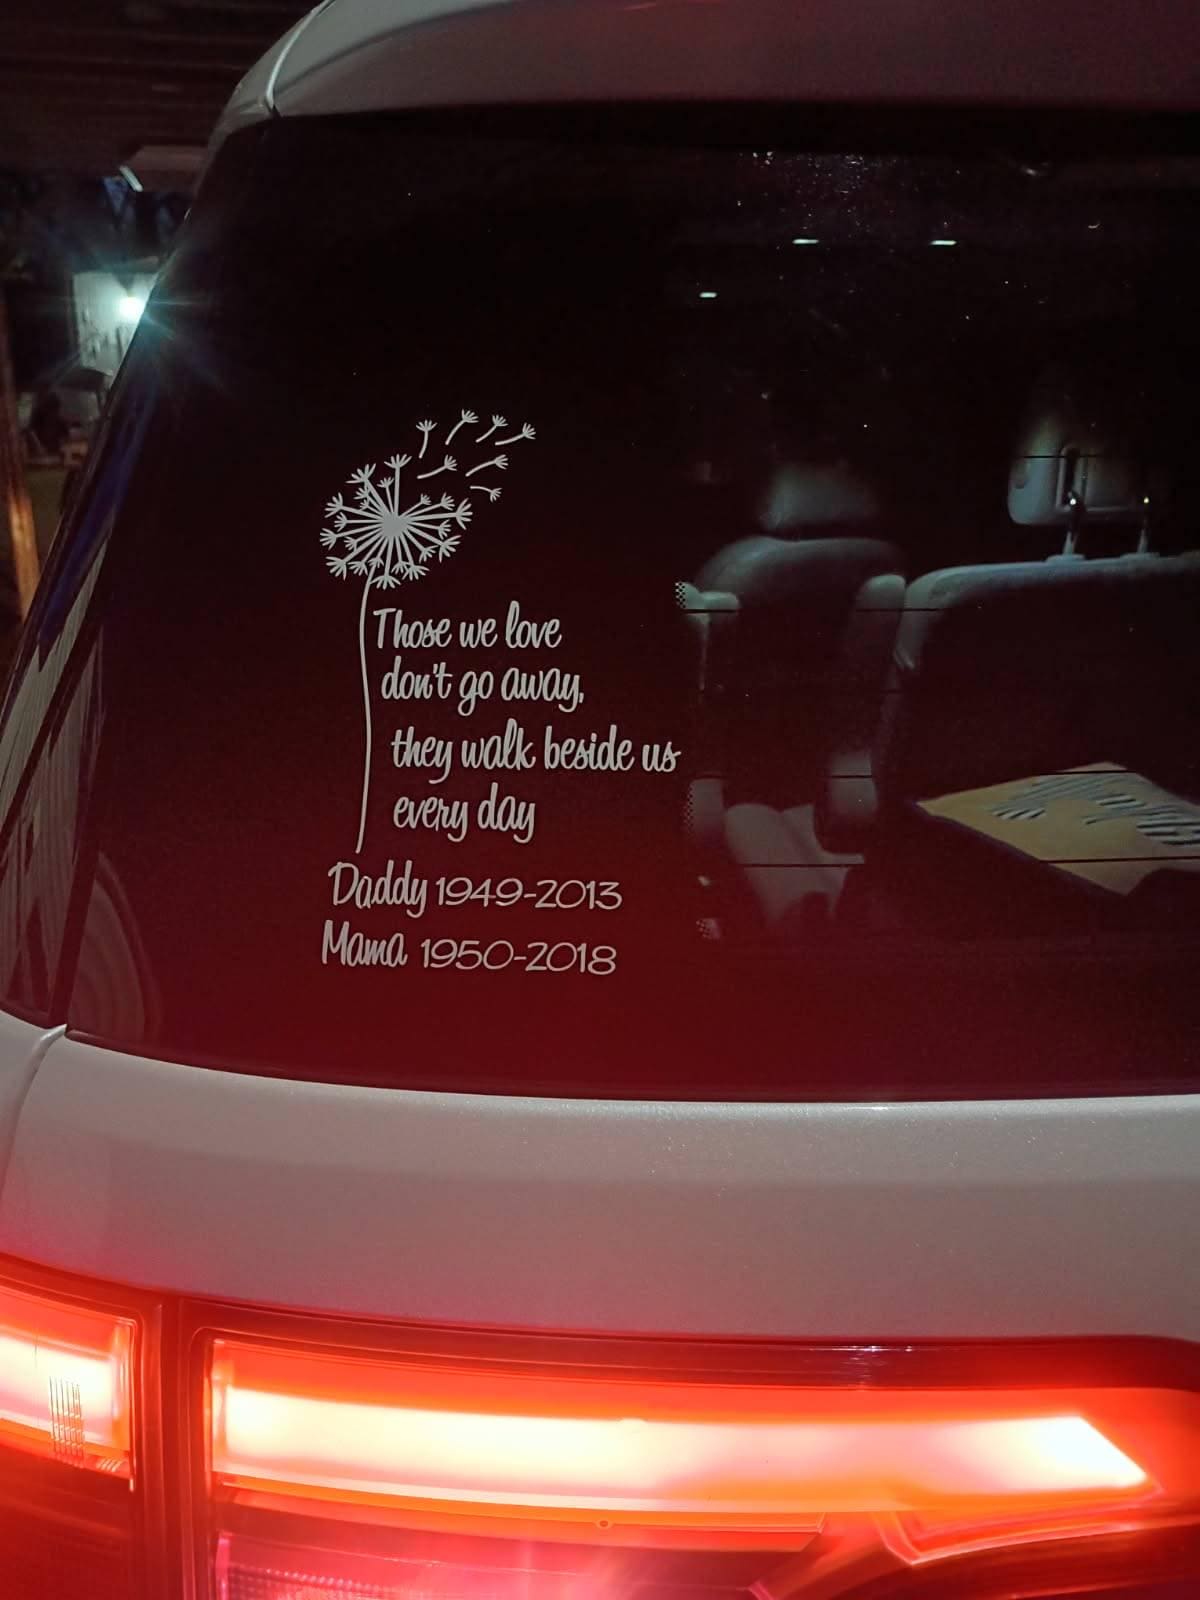 Those we love
don't go away,
they walk beside us
every day
Daddy 1949-2013
Mama 1950-2018